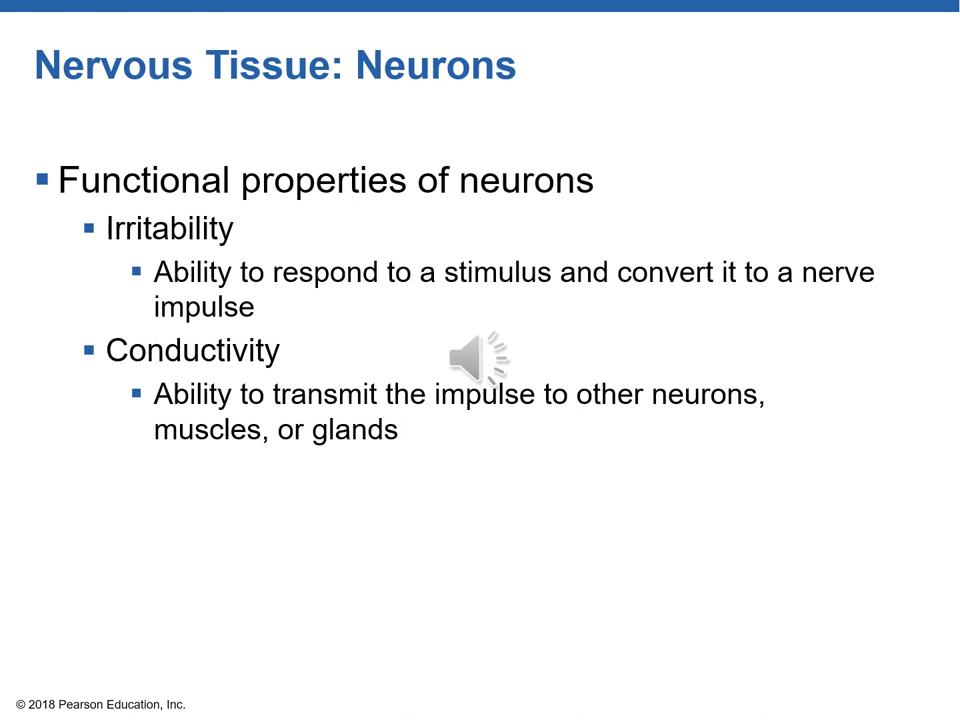 Nervous Tissue: Neurons
Functional properties of neurons
Irritability
Ability to respond to a stimulus and convert it to a nerve
impulse
Conductivity
Ability to transmit the impulse to other neurons,
muscles, or glands
© 2018 Pearson Education, Inc.